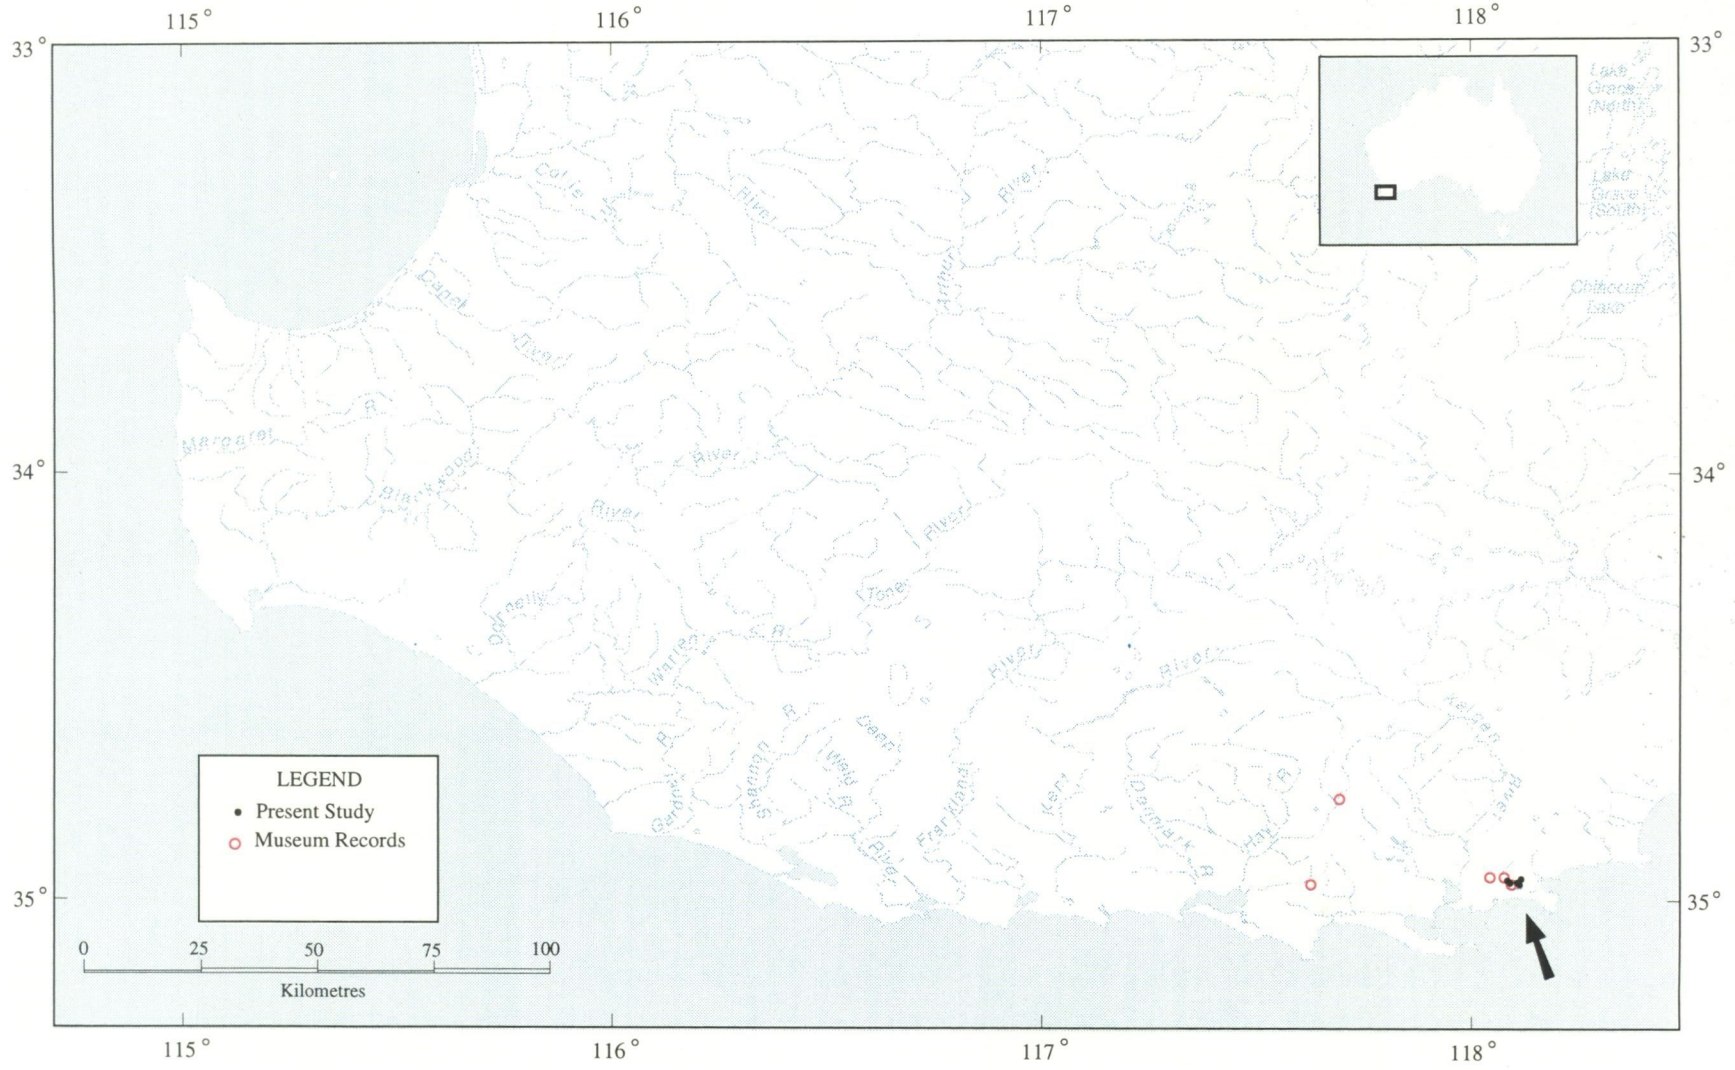 115° 116° 117° 118°
33° 33°
Lake
Grace
(North)
Lake
Grace
(South)
Collie
River
River
Arthur
Capel
River
Chillocup
Lake
R
Margaret
34° 34°
Blackwood
River
River
River
Donnelly
Tone
Warren R
River
River
Kalgan
River
Gardner R
Shannon R
Weld R
Deep
River
Frankland
Kent
Denmark R
Hay R
LEGEND
Present Study
Museum Records
35° 35°
0 25 50 75 100
Kilometres
115° 116° 117° 118°